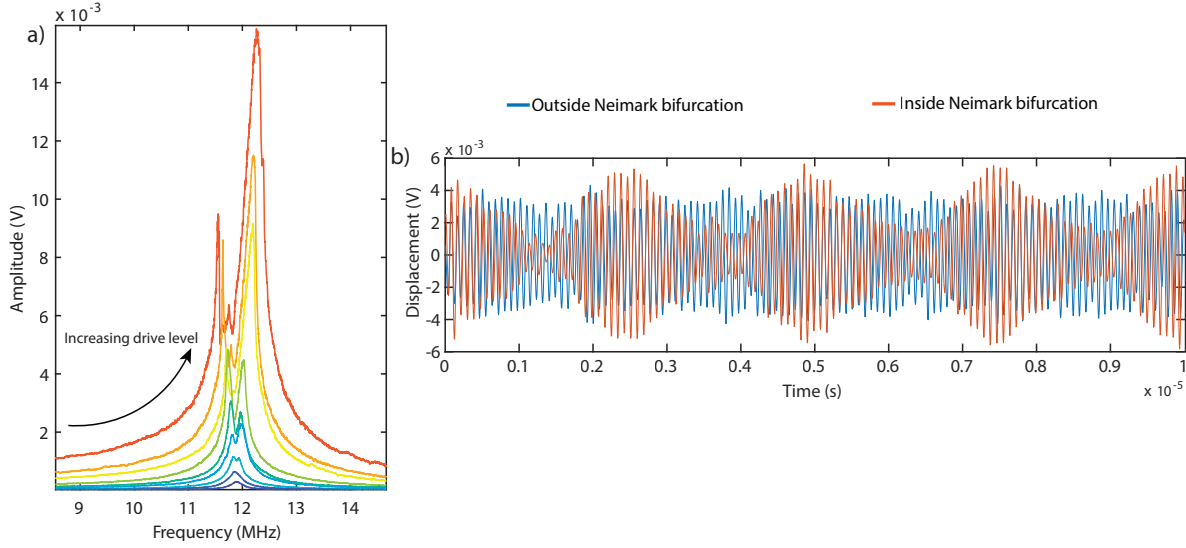 a)
x 10⁻³
14
12
10
8
6
4
2
Amplitude (V)
Increasing drive level
9 10 11 12 13 14
Frequency (MHz)
Outside Neimark bifurcation
Inside Neimark bifurcation
b)
x 10⁻³
6
4
2
0
-2
-4
-6
Displacement (V)
0 0.1 0.2 0.3 0.4 0.5 0.6 0.7 0.8 0.9 1
Time (s)
x 10⁻⁵